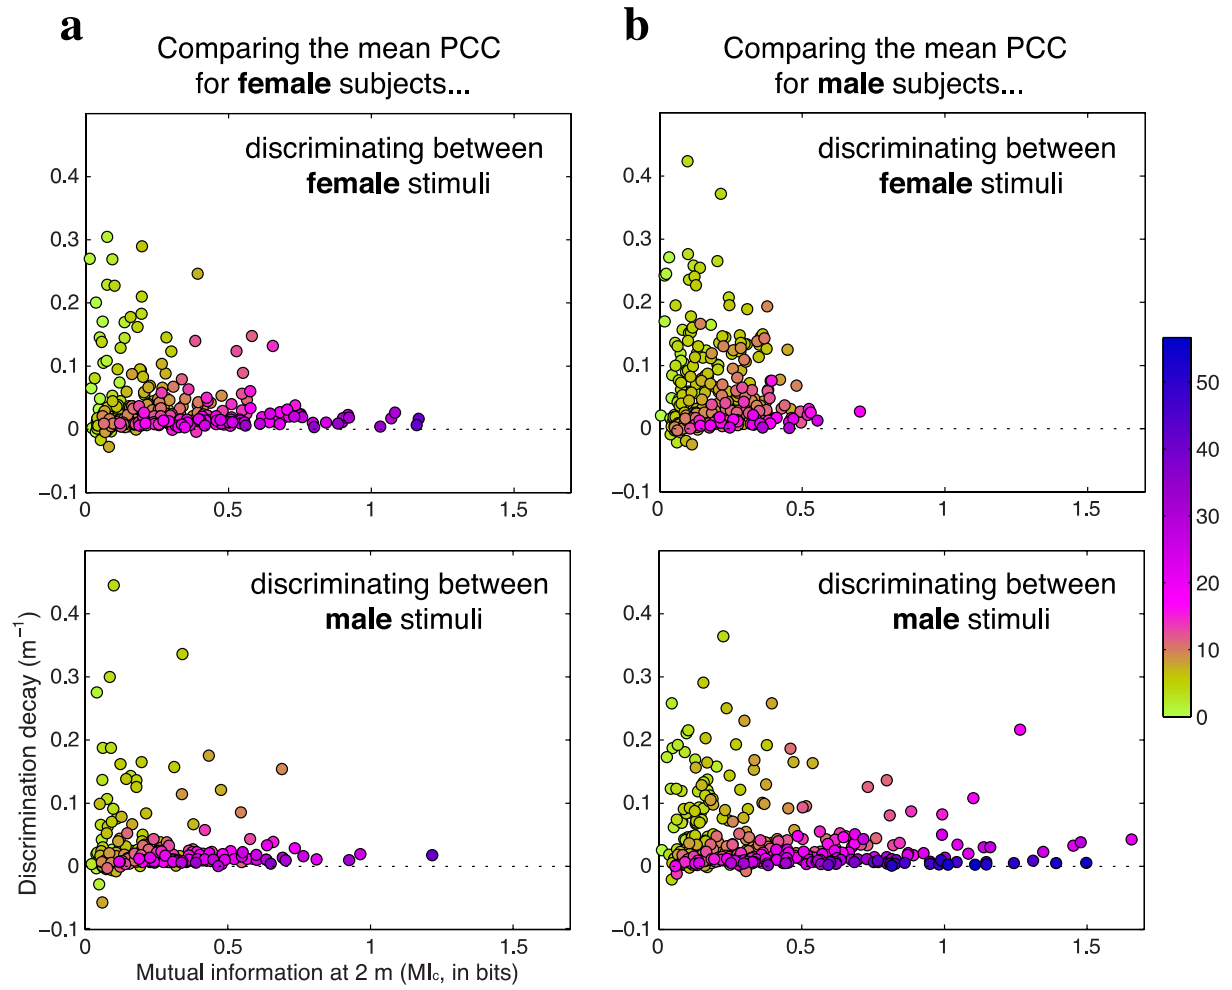 a
Comparing the mean PCC
for female subjects...
b
Comparing the mean PCC
for male subjects...
discriminating between
female stimuli
0.4
0.3
0.2
0.1
0
−0.1
0
0.5
1
1.5
discriminating between
female stimuli
0.4
0.3
0.2
0.1
0
−0.1
0
0.5
1
1.5
discriminating between
male stimuli
0.4
0.3
0.2
0.1
0
−0.1
0
0.5
1
1.5
Discrimination decay (m⁻¹)
Mutual information at 2 m (MIc, in bits)
discriminating between
male stimuli
0.4
0.3
0.2
0.1
0
−0.1
0
0.5
1
1.5
50
40
30
20
10
0